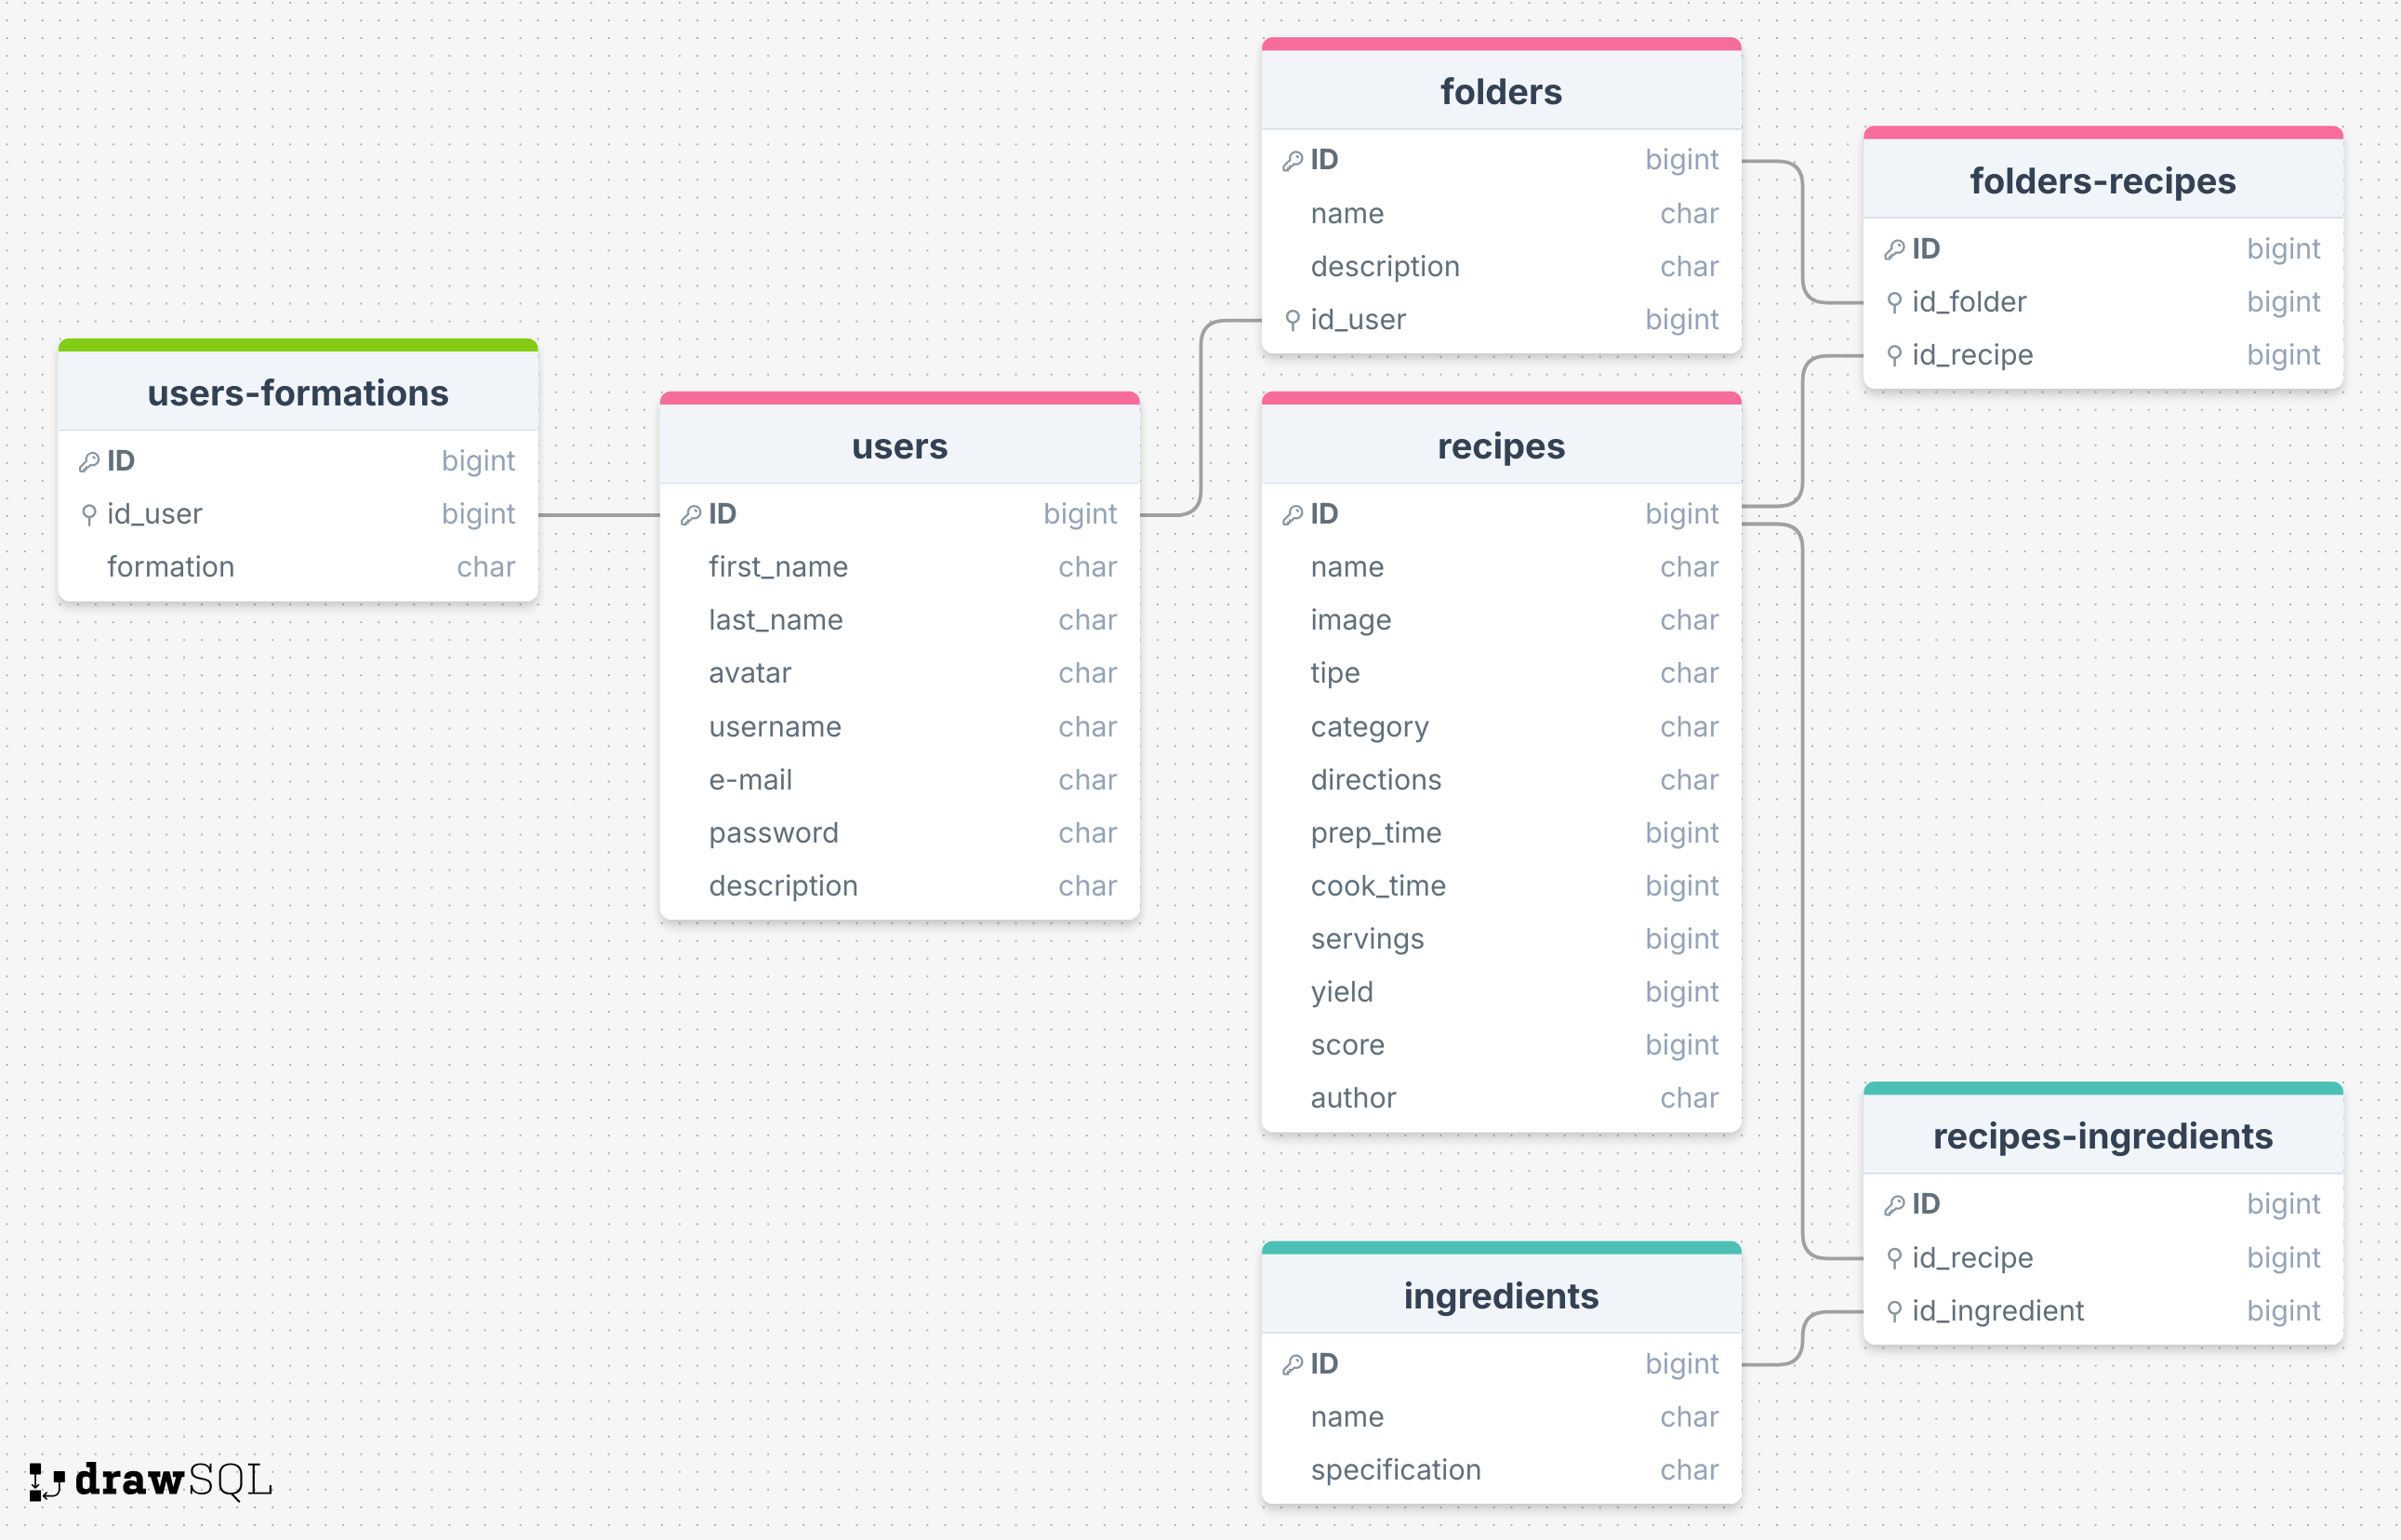 folders
ID bigint
name char
description char
id_user bigint
folders-recipes
ID bigint
id_folder bigint
id_recipe bigint
users-formations
ID bigint
id_user bigint
formation char
users
ID bigint
first_name char
last_name char
avatar char
username char
e-mail char
password char
description char
recipes
ID bigint
name char
image char
tipe char
category char
directions char
prep_time bigint
cook_time bigint
servings bigint
yield bigint
score bigint
author char
recipes-ingredients
ID bigint
id_recipe bigint
id_ingredient bigint
ingredients
ID bigint
name char
specification char
drawSQL